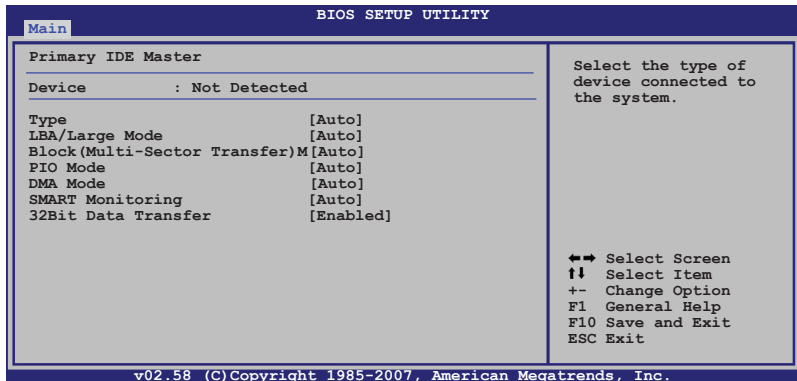 BIOS SETUP UTILITY
Main
Primary IDE Master
Device : Not Detected
Type [Auto]
LBA/Large Mode [Auto]
Block(Multi-Sector Transfer)M[Auto]
PIO Mode [Auto]
DMA Mode [Auto]
SMART Monitoring [Auto]
32Bit Data Transfer [Enabled]
Select the type of
device connected to
the system.
←→ Select Screen
↑↓ Select Item
+- Change Option
F1 General Help
F10 Save and Exit
ESC Exit
v02.58 (C)Copyright 1985-2007, American Megatrends, Inc.